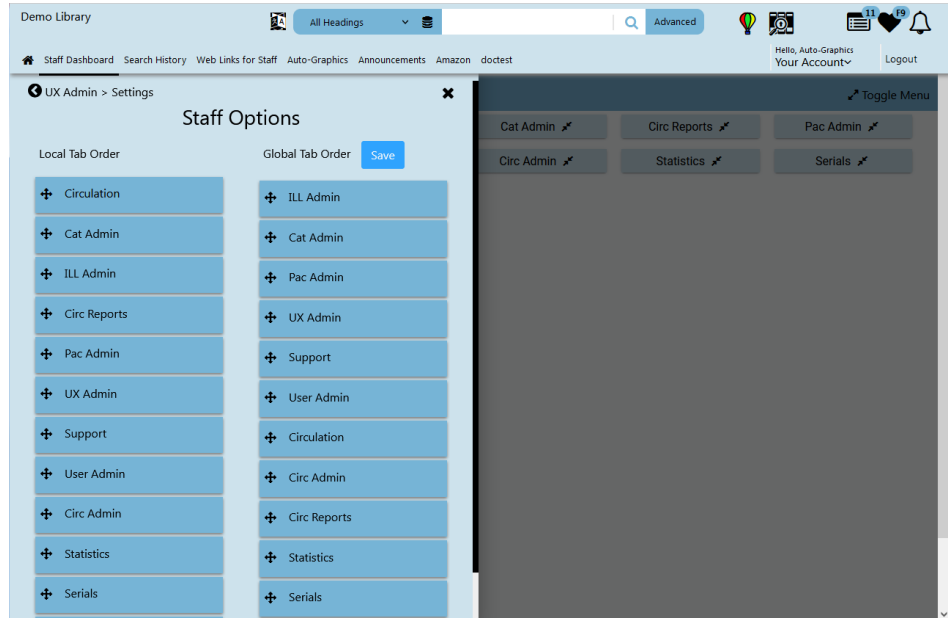 Demo Library
All Headings
Advanced
11
F9
Hello, Auto-Graphics
Your Account
Logout
Staff Dashboard Search History Web Links for Staff Auto-Graphics Announcements Amazon doctest
UX Admin > Settings
Staff Options
Local Tab Order
Global Tab Order
Save
Circulation
Cat Admin
ILL Admin
Circ Reports
Pac Admin
UX Admin
Support
User Admin
Circ Admin
Statistics
Serials
ILL Admin
Cat Admin
Pac Admin
UX Admin
Support
User Admin
Circulation
Circ Admin
Circ Reports
Statistics
Serials
Toggle Menu
Cat Admin
Circ Reports
Pac Admin
Circ Admin
Statistics
Serials